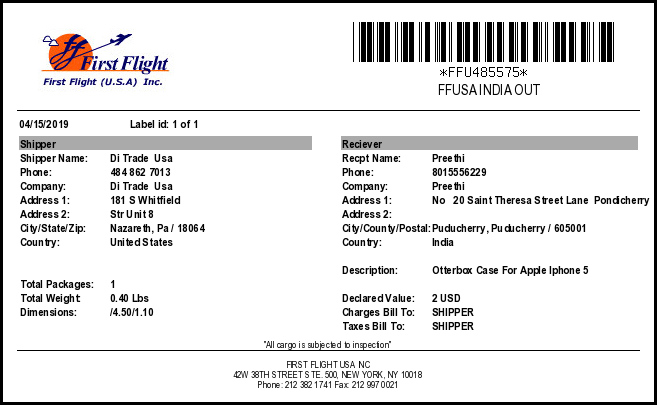 First Flight
First Flight (U.S.A) Inc.
*FFU485575*
FFUSA INDIA OUT
04/15/2019 Label id: 1 of 1
Shipper
Shipper Name: Di Trade Usa
Phone: 484 862 7013
Company: Di Trade Usa
Address 1: 181 S Whitfield
Address 2: Str Unit 8
City/State/Zip: Nazareth, Pa / 18064
Country: United States
Total Packages: 1
Total Weight: 0.40 Lbs
Dimensions: /4.50/1.10
Reciever
Recpt Name: Preethi
Phone: 8015556229
Company: Preethi
Address 1: No 20 Saint Theresa Street Lane Pondicherry
Address 2:
City/County/Postal: Puducherry, Puducherry / 605001
Country: India
Description: Otterbox Case For Apple Iphone 5
Declared Value: 2 USD
Charges Bill To: SHIPPER
Taxes Bill To: SHIPPER
"All cargo is subjected to inspection"
FIRST FLIGHT USA INC
42W 38TH STREET STE. 500, NEW YORK, NY 10018
Phone: 212 382 1741 Fax: 212 997 0021